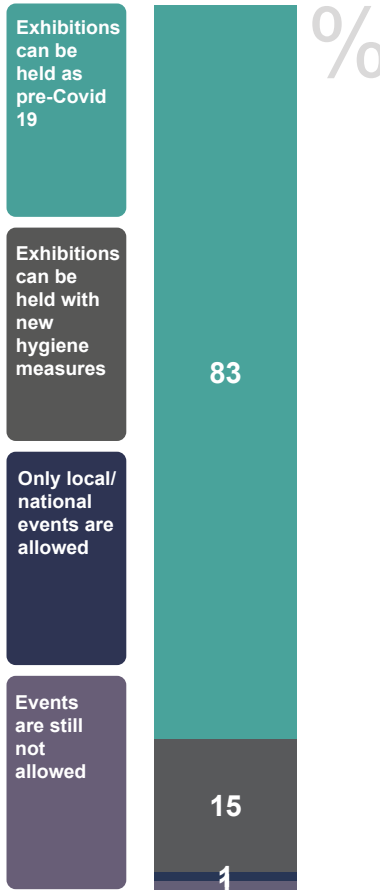 %
Exhibitions
can be
held as
pre-Covid
19
Exhibitions
can be
held with
new
hygiene
measures
83
Only local/
national
events are
allowed
Events
are still
not
allowed
15
1